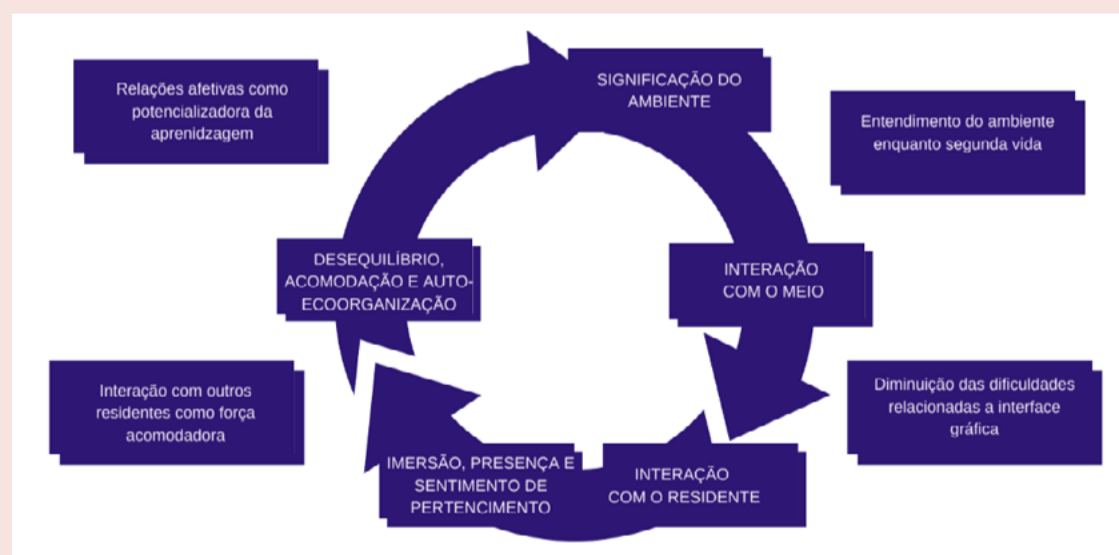 Relações afetivas como
potencializadora da
aprenidzagem
SIGNIFICAÇÃO DO
AMBIENTE
Entendimento do ambiente
enquanto segunda vida
DESEQUILÍBRIO,
ACOMODAÇÃO E AUTO-
ECOORGANIZAÇÃO
INTERAÇÃO
COM O MEIO
Interação com outros
residentes como força
acomodadora
Diminuição das dificuldades
relacionadas a interface
gráfica
IMERSÃO, PRESENÇA E
SENTIMENTO DE
PERTENCIMENTO
INTERAÇÃO
COM O RESIDENTE